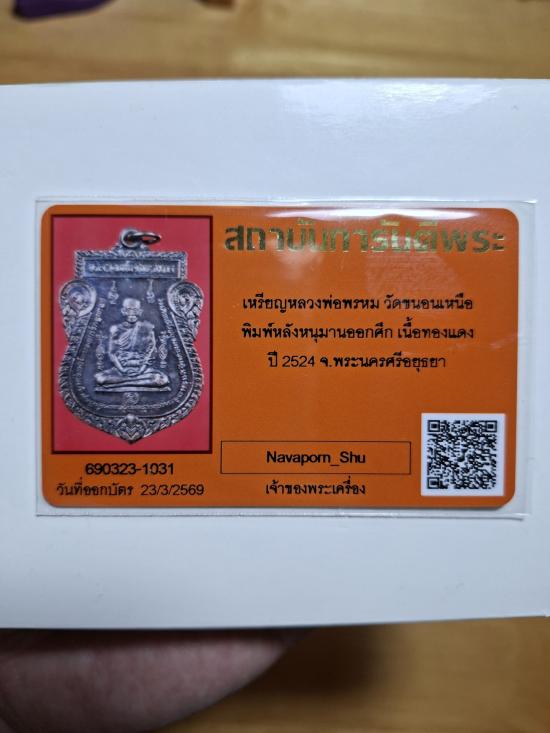 สถาบันการันตีพระ
เหรียญหลวงพ่อพรหม วัดขนอนเหนือ
พิมพ์หลังหนุมานออกศึก เนื้อทองแดง
ปี 2524 จ.พระนครศรีอยุธยา
Navaporn_Shu
เจ้าของพระเครื่อง
690323-1031
วันที่ออกบัตร 23/3/2569